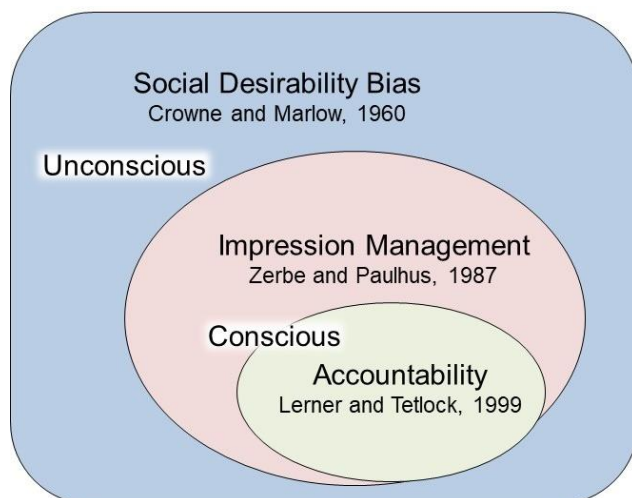 Social Desirability Bias
Crowne and Marlow, 1960
Unconscious
Impression Management
Zerbe and Paulhus, 1987
Conscious
Accountability
Lerner and Tetlock, 1999